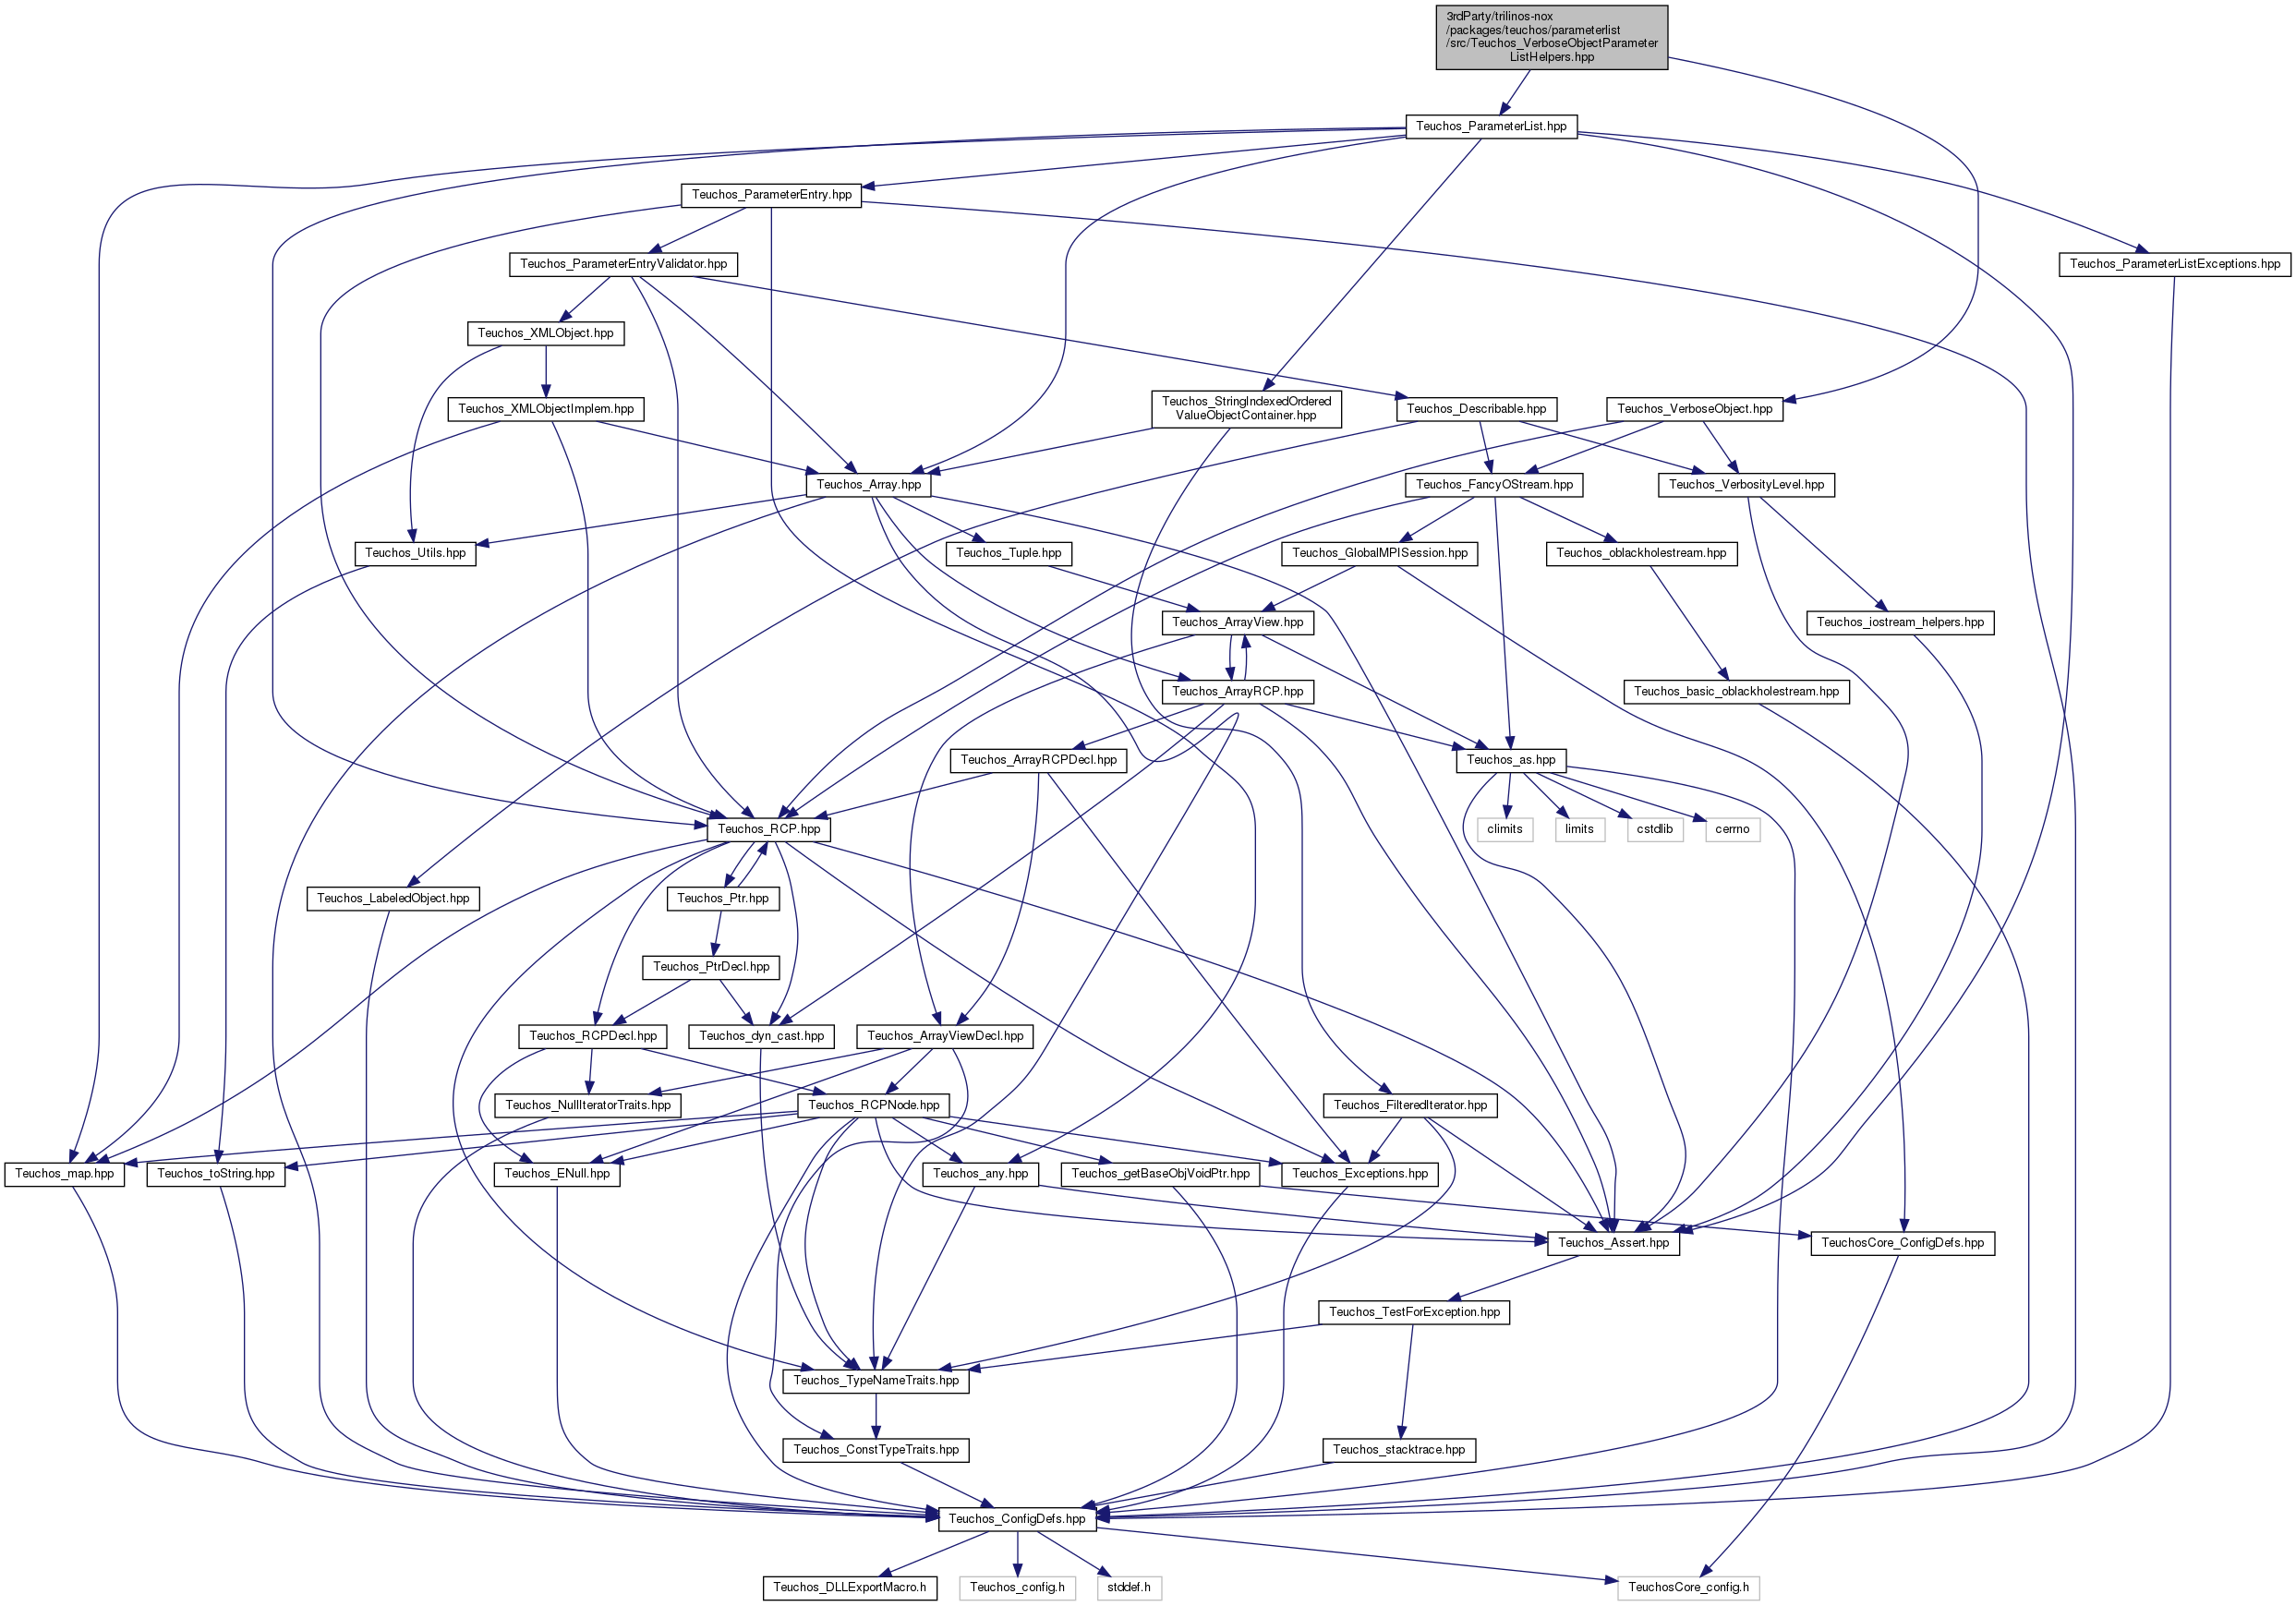 3rdParty/trilinos-nox
/packages/teuchos/parameterlist
/src/Teuchos_VerboseObjectParameter
ListHelpers.hpp
Teuchos_ParameterList.hpp
Teuchos_ParameterEntry.hpp
Teuchos_ParameterEntryValidator.hpp
Teuchos_ParameterListExceptions.hpp
Teuchos_XMLObject.hpp
Teuchos_XMLObjectImplem.hpp
Teuchos_StringIndexedOrdered
ValueObjectContainer.hpp
Teuchos_Describable.hpp
Teuchos_VerboseObject.hpp
Teuchos_Array.hpp
Teuchos_FancyOStream.hpp
Teuchos_VerbosityLevel.hpp
Teuchos_Utils.hpp
Teuchos_Tuple.hpp
Teuchos_GlobalMPISession.hpp
Teuchos_oblackholestream.hpp
Teuchos_ArrayView.hpp
Teuchos_iostream_helpers.hpp
Teuchos_ArrayRCP.hpp
Teuchos_basic_oblackholestream.hpp
Teuchos_ArrayRCPDecl.hpp
Teuchos_as.hpp
Teuchos_RCP.hpp
climits
limits
cstdlib
cerrno
Teuchos_LabeledObject.hpp
Teuchos_Ptr.hpp
Teuchos_PtrDecl.hpp
Teuchos_RCPDecl.hpp
Teuchos_dyn_cast.hpp
Teuchos_ArrayViewDecl.hpp
Teuchos_NullIteratorTraits.hpp
Teuchos_RCPNode.hpp
Teuchos_FilteredIterator.hpp
Teuchos_map.hpp
Teuchos_toString.hpp
Teuchos_ENull.hpp
Teuchos_any.hpp
Teuchos_getBaseObjVoidPtr.hpp
Teuchos_Exceptions.hpp
Teuchos_Assert.hpp
TeuchosCore_ConfigDefs.hpp
Teuchos_TestForException.hpp
Teuchos_TypeNameTraits.hpp
Teuchos_ConstTypeTraits.hpp
Teuchos_stacktrace.hpp
Teuchos_ConfigDefs.hpp
Teuchos_DLLExportMacro.h
Teuchos_config.h
stddef.h
TeuchosCore_config.h